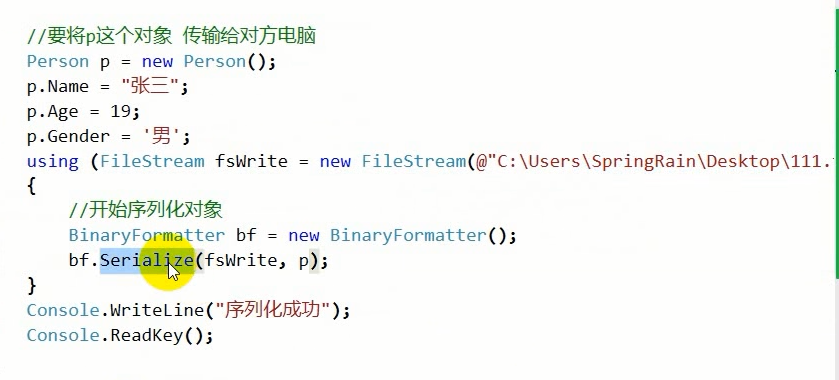 //要将p这个对象 传输给对方电脑
Person p = new Person();
p.Name = "张三";
p.Age = 19;
p.Gender = '男';
using (FileStream fsWrite = new FileStream(@"C:\Users\SpringRain\Desktop\111.
{
//开始序列化对象
BinaryFormatter bf = new BinaryFormatter();
bf.Serialize(fsWrite, p);
}
Console.WriteLine("序列化成功");
Console.ReadKey();